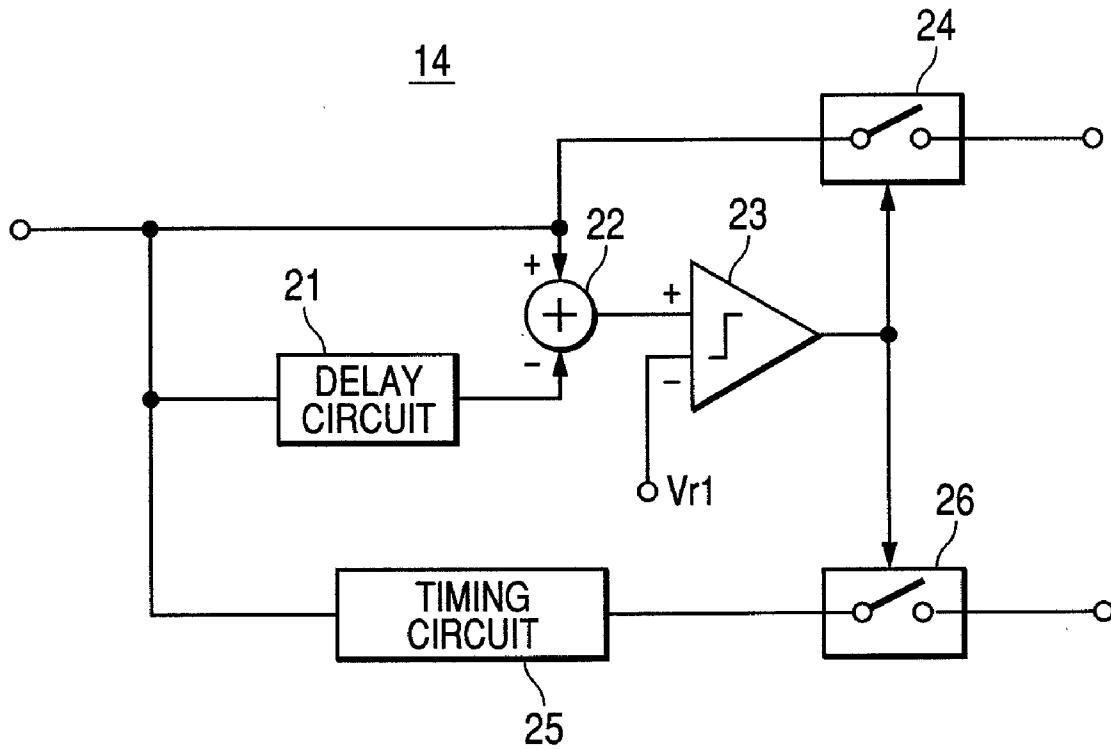 14
24
22
23
+
+
21
+
-
-
DELAY
CIRCUIT
Vr1
26
TIMING
CIRCUIT
25